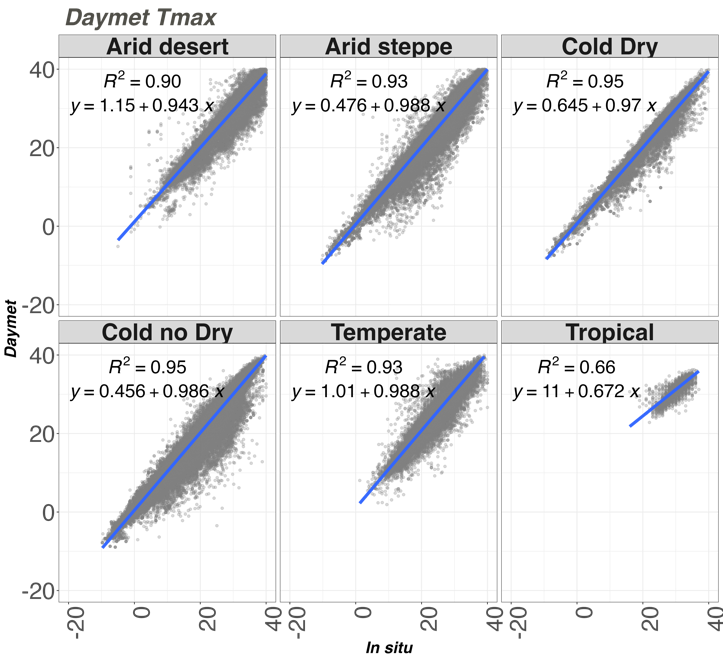 Daymet Tmax
Arid desert
Arid steppe
Cold Dry
R² = 0.90
y = 1.15 + 0.943 x
R² = 0.93
y = 0.476 + 0.988 x
R² = 0.95
y = 0.645 + 0.97 x
40
20
0
-20
Cold no Dry
Temperate
Tropical
R² = 0.95
y = 0.456 + 0.986 x
R² = 0.93
y = 1.01 + 0.988 x
R² = 0.66
y = 11 + 0.672 x
40
20
0
-20
Daymet
-20 0 20 40
-20 0 20 40
-20 0 20 40
In situ